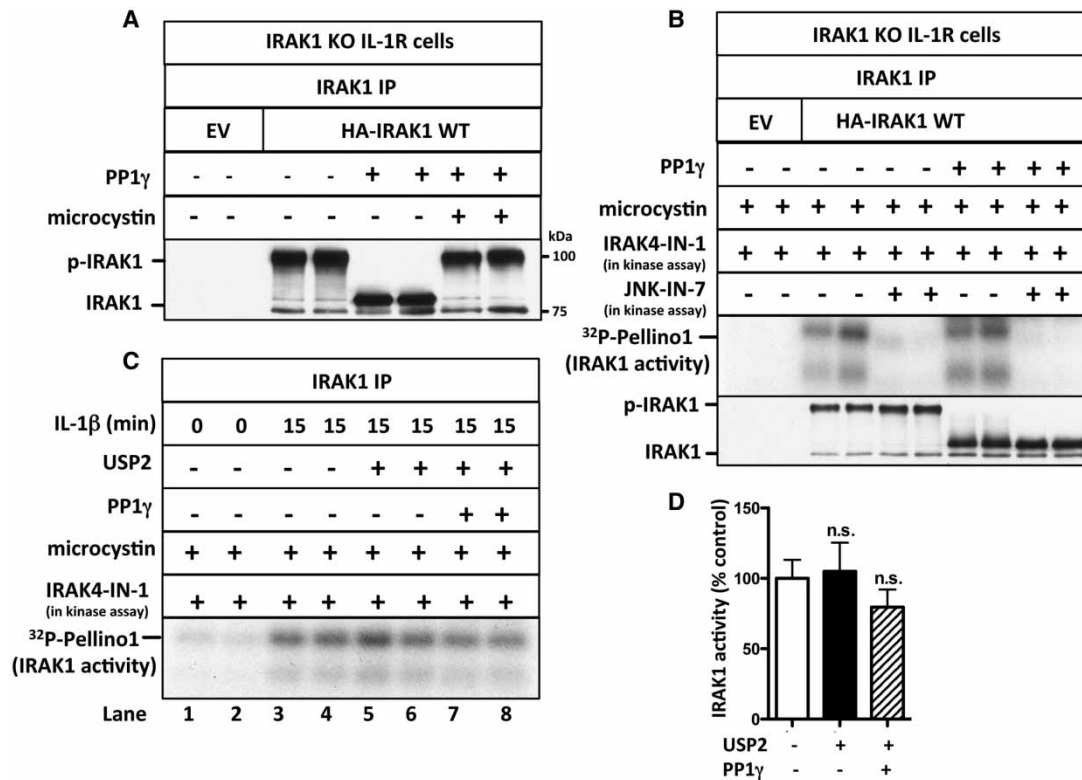 A
IRAK1 KO IL-1R cells
IRAK1 IP
EV HA-IRAK1 WT
PP1γ - - - - + + + +
microcystin - - - - - - + +
kDa
p-IRAK1 100
IRAK1 75
B
IRAK1 KO IL-1R cells
IRAK1 IP
EV HA-IRAK1 WT
PP1γ - - - - - - + + + +
microcystin + + + + + + + + + +
IRAK4-IN-1 + + + + + + + + + +
(in kinase assay)
JNK-IN-7 - - - - + + - - + +
(in kinase assay)
³²P-Pellino1
(IRAK1 activity)
p-IRAK1
IRAK1
C
IRAK1 IP
IL-1β (min) 0 0 15 15 15 15 15 15
USP2 - - - - + + + +
PP1γ - - - - - - + +
microcystin + + + + + + + +
IRAK4-IN-1 + + + + + + + +
(in kinase assay)
³²P-Pellino1
(IRAK1 activity)
Lane 1 2 3 4 5 6 7 8
D
IRAK1 activity (% control)
150
100
50
0
n.s.
n.s.
USP2 - + +
PP1γ - - +